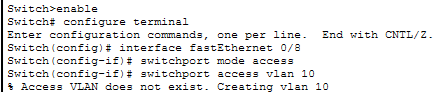 Switch>enable
Switch# configure terminal
Enter configuration commands, one per line.  End with CNTL/Z.
Switch(config)# interface fastEthernet 0/8
Switch(config-if)# switchport mode access
Switch(config-if)# switchport access vlan 10
% Access VLAN does not exist. Creating vlan 10